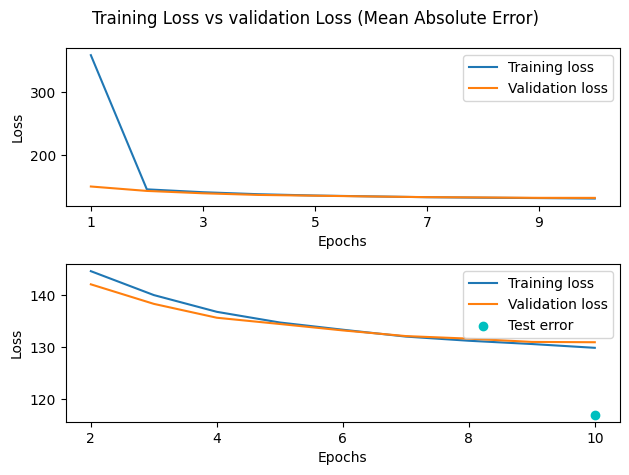 Training Loss vs validation Loss (Mean Absolute Error)
300
200
Loss
Training loss
Validation loss
1 3 5 7 9
Epochs
140
130
120
Loss
Training loss
Validation loss
Test error
2 4 6 8 10
Epochs